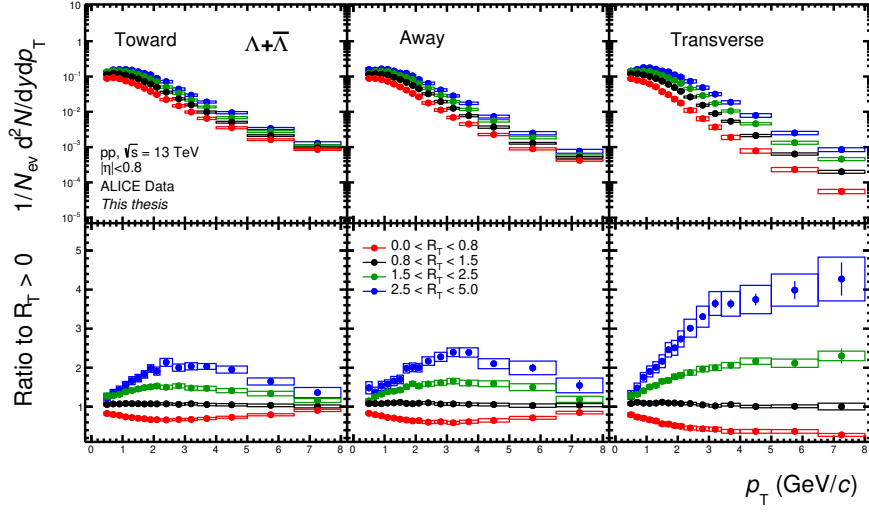 Toward Λ+Λ̅ Away Transverse
1/N_ev d²N/dydp_T
10
1
10⁻¹
10⁻²
10⁻³
10⁻⁴
10⁻⁵
pp, √s = 13 TeV
|η|<0.8
ALICE Data
This thesis
Ratio to R_T > 0
5
4
3
2
1
0.0 < R_T < 0.8
0.8 < R_T < 1.5
1.5 < R_T < 2.5
2.5 < R_T < 5.0
0 1 2 3 4 5 6 7 8 0 1 2 3 4 5 6 7 8 0 1 2 3 4 5 6 7 8
p_T (GeV/c)